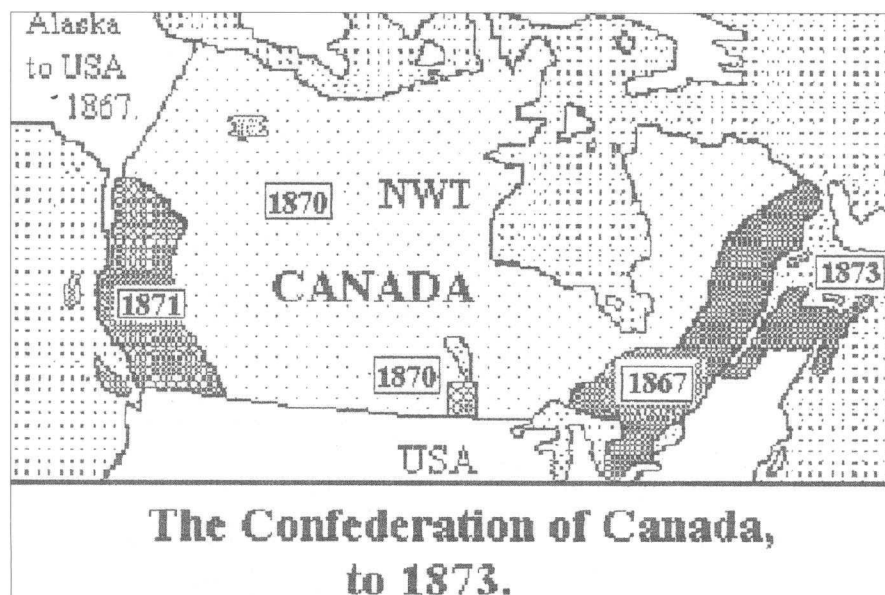 Alaska
to USA
1867.
1870
NWT
1873
CANADA
1871
1870
1867
USA
The Confederation of Canada,
to 1873.